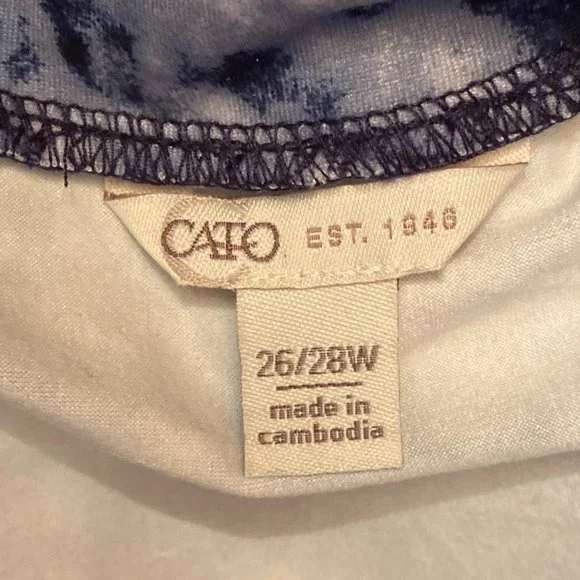 CATO EST. 1946
26/28W
made in
cambodia